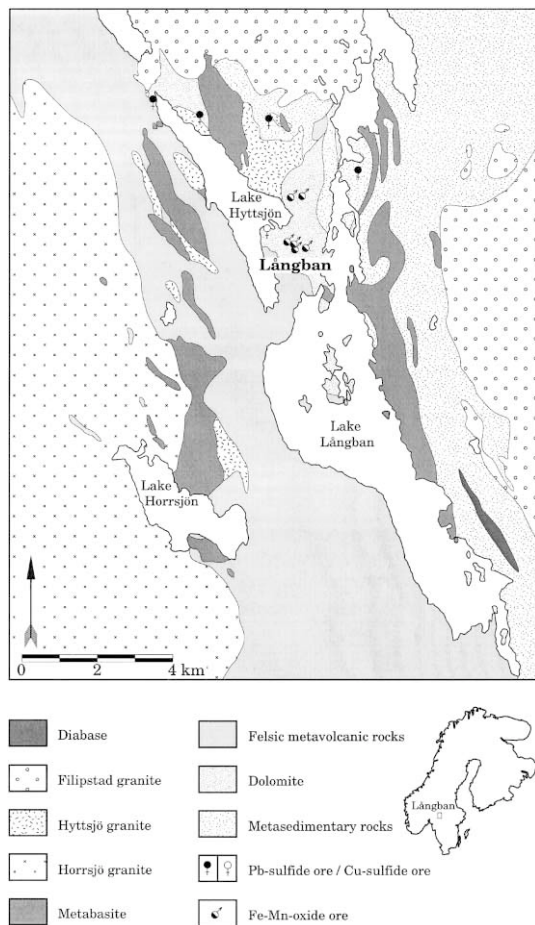 Lake
Hyttsjön
Långban
Lake
Långban
Lake
Horrsjön
0 2 4 km
Diabase
Filipstad granite
Hyttsjö granite
Horrsjö granite
Metabasite
Felsic metavolcanic rocks
Dolomite
Metasedimentary rocks
Pb-sulfide ore / Cu-sulfide ore
Fe-Mn-oxide ore
Långban